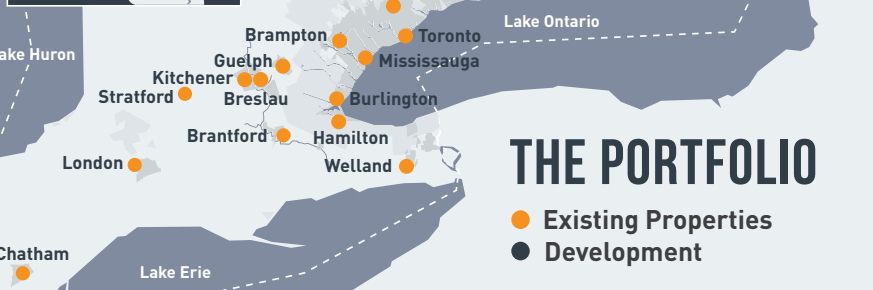 Lake Ontario
Brampton
Toronto
ake Huron
Guelph
Mississauga
Kitchener
Stratford
Breslau
Burlington
Brantford
Hamilton
London
Welland
THE PORTFOLIO
Existing Properties
Development
Chatham
Lake Erie